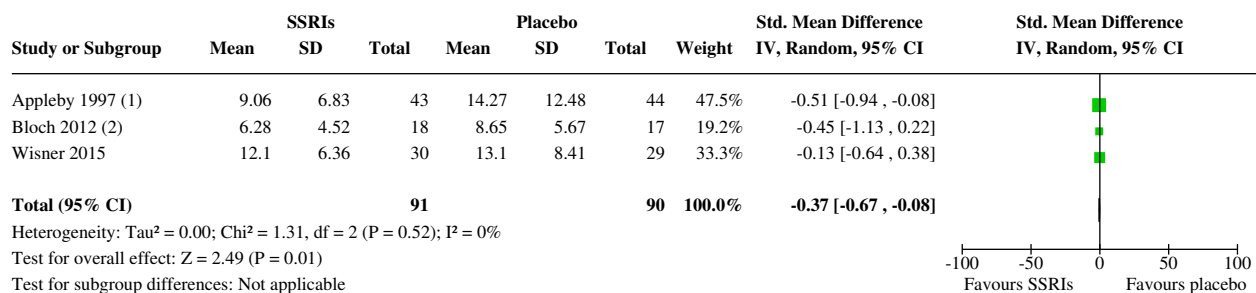 SSRIs Placebo Std. Mean Difference Std. Mean Difference
Study or Subgroup Mean SD Total Mean SD Total Weight IV, Random, 95% CI IV, Random, 95% CI
Appleby 1997 (1) 9.06 6.83 43 14.27 12.48 44 47.5% -0.51 [-0.94 , -0.08]
Bloch 2012 (2) 6.28 4.52 18 8.65 5.67 17 19.2% -0.45 [-1.13 , 0.22]
Wisner 2015 12.1 6.36 30 13.1 8.41 29 33.3% -0.13 [-0.64 , 0.38]
Total (95% CI) 91 90 100.0% -0.37 [-0.67 , -0.08]
Heterogeneity: Tau² = 0.00; Chi² = 1.31, df = 2 (P = 0.52); I² = 0%
Test for overall effect: Z = 2.49 (P = 0.01) -100 -50 0 50 100
Test for subgroup differences: Not applicable Favours SSRIs Favours placebo